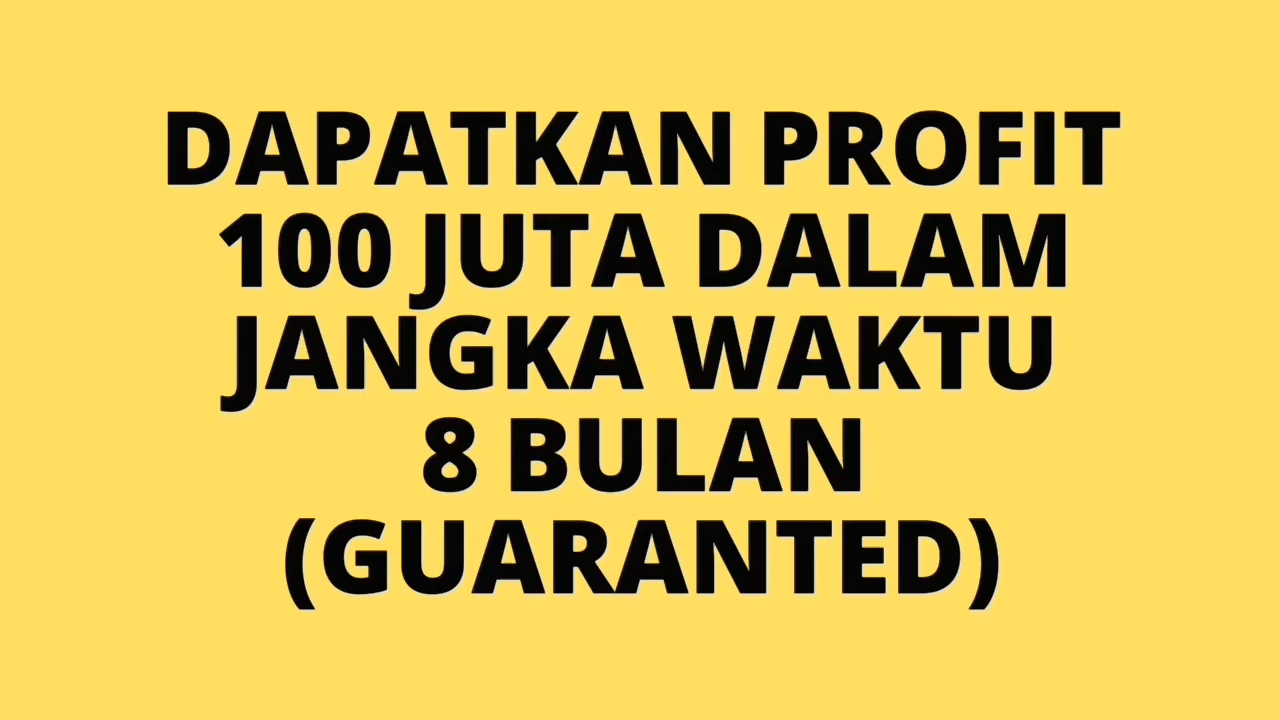 DAPATKAN PROFIT
100 JUTA DALAM
JANGKA WAKTU
8 BULAN
(GUARANTED)